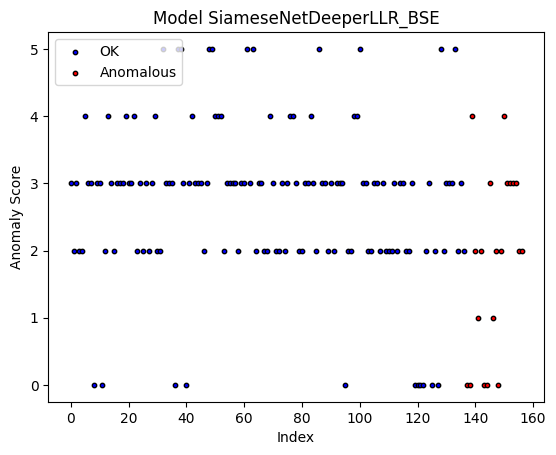 Model SiameseNetDeeperLLR_BSE
5
4
3
2
1
0
Anomaly Score
OK
Anomalous
0 20 40 60 80 100 120 140 160
Index